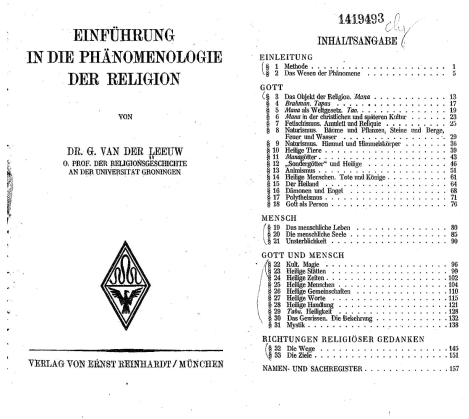 EINFÜHRUNG
IN DIE PHÄNOMENOLOGIE
DER RELIGION
VON
DR. G. VAN DER LEEUW
O. PROF. DER RELIGIONSGESCHICHTE
AN DER UNIVERSITÄT GRONINGEN
VERLAG VON ERNST REINHARDT / MÜNCHEN
1419493
INHALTSANGABE
EINLEITUNG
§ 1 Methode . . . 1
§ 2 Das Wesen der Phänomene . . . 5
GOTT
§ 3 Das Objekt der Religion. Mana . . . 13
§ 4 Brahman. Tapas . . . 17
§ 5 Mana als Weltgesetz. Tao . . . 19
§ 6 Mana in der christlichen und späteren Kultur . . . 23
§ 7 Fetischismus. Amulett und Reliquie . . . 25
§ 8 Naturismus. Bäume und Pflanzen, Steine und Berge,
Feuer und Wasser . . . 29
§ 9 Naturismus. Himmel und Himmelskörper . . . 36
§ 10 Heilige Tiere . . . 39
§ 11 Managötter . . . 43
§ 12 „Sondergötter“ und Heilige . . . 46
§ 13 Animismus . . . 51
§ 14 Heilige Menschen. Tote und Könige . . . 61
§ 15 Der Heiland . . . 64
§ 16 Dämonen und Engel . . . 68
§ 17 Polytheismus . . . 71
§ 18 Gott als Person . . . 76
MENSCH
§ 19 Das menschliche Leben . . . 80
§ 20 Die menschliche Seele . . . 85
§ 21 Unsterblichkeit . . . 90
GOTT UND MENSCH
§ 22 Kult. Magie . . . 96
§ 23 Heilige Stätten . . . 99
§ 24 Heilige Zeiten . . . 102
§ 25 Heilige Menschen . . . 104
§ 26 Heilige Gemeinschaften . . . 110
§ 27 Heilige Worte . . . 115
§ 28 Heilige Handlung . . . 121
§ 29 Tabu. Heiligkeit . . . 128
§ 30 Das Gewissen. Die Bekehrung . . . 132
§ 31 Mystik . . . 138
RICHTUNGEN RELIGIÖSER GEDANKEN
§ 32 Die Wege . . . 145
§ 33 Die Ziele . . . 151
NAMEN- UND SACHREGISTER . . . 157